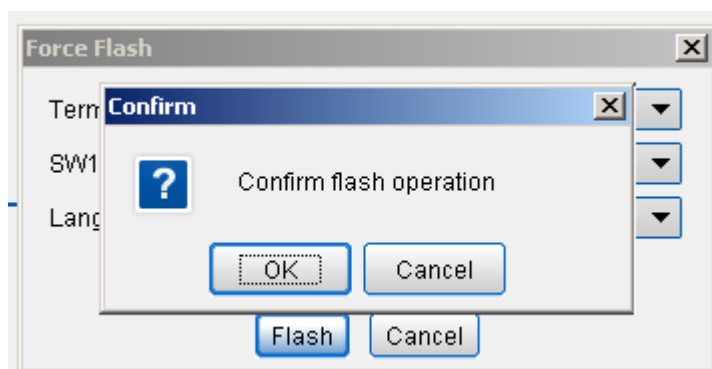 Force Flash
Term
Confirm
SW1
?
Confirm flash operation
Lang
OK Cancel
Flash Cancel